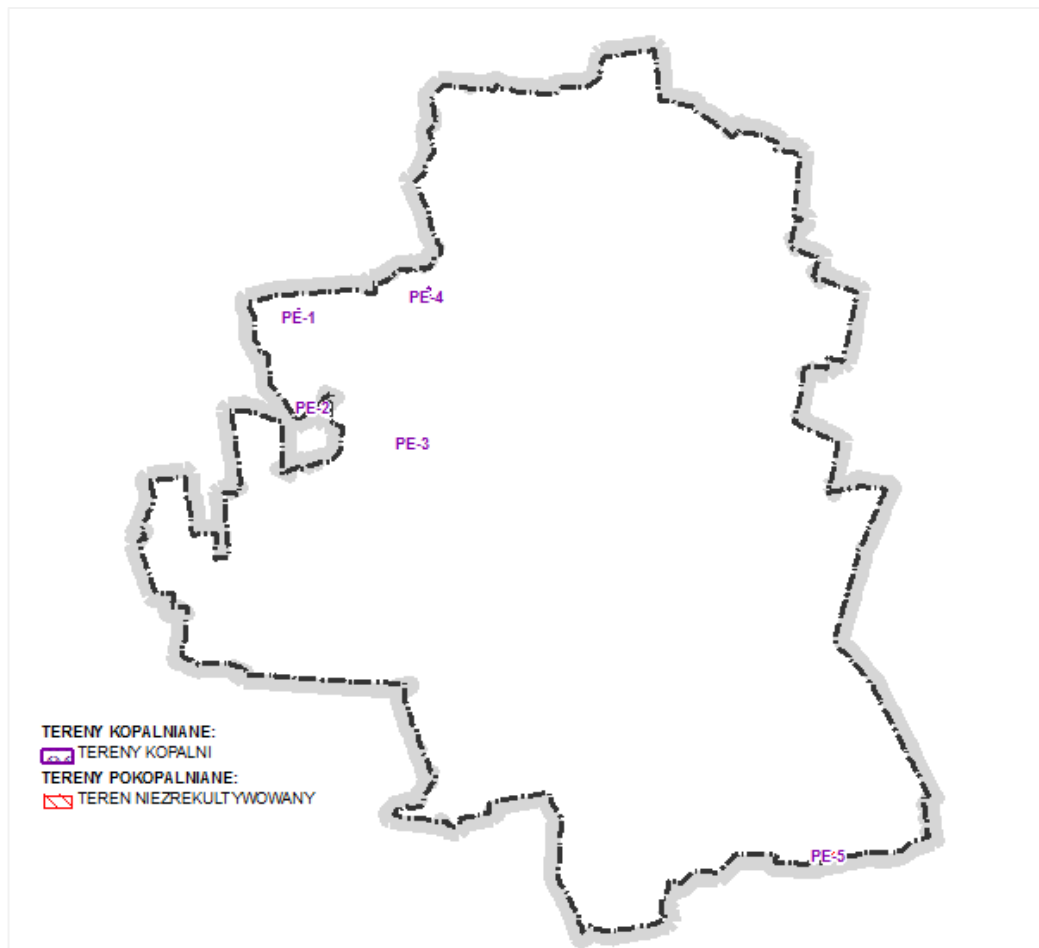 PE-4
PE-1
PE-2
PE-3
TERENY KOPALNIANE:
TERENY KOPALNI
TERENY POKOPALNIANE:
TEREN NIEZREKULTYWOWANY
PE-5